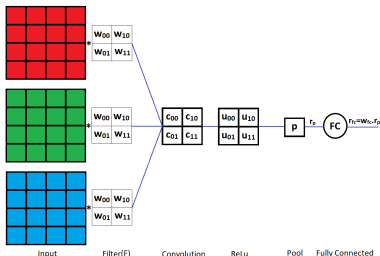 * w00 w10
w01 w11
* w00 w10
w01 w11
* w00 w10
w01 w11
c00 c10
c01 c11
u00 u10
u01 u11
p
rp
FC
rfc=wfc.rp
Input Filter(F) Convolution ReLu Pool Fully Connected